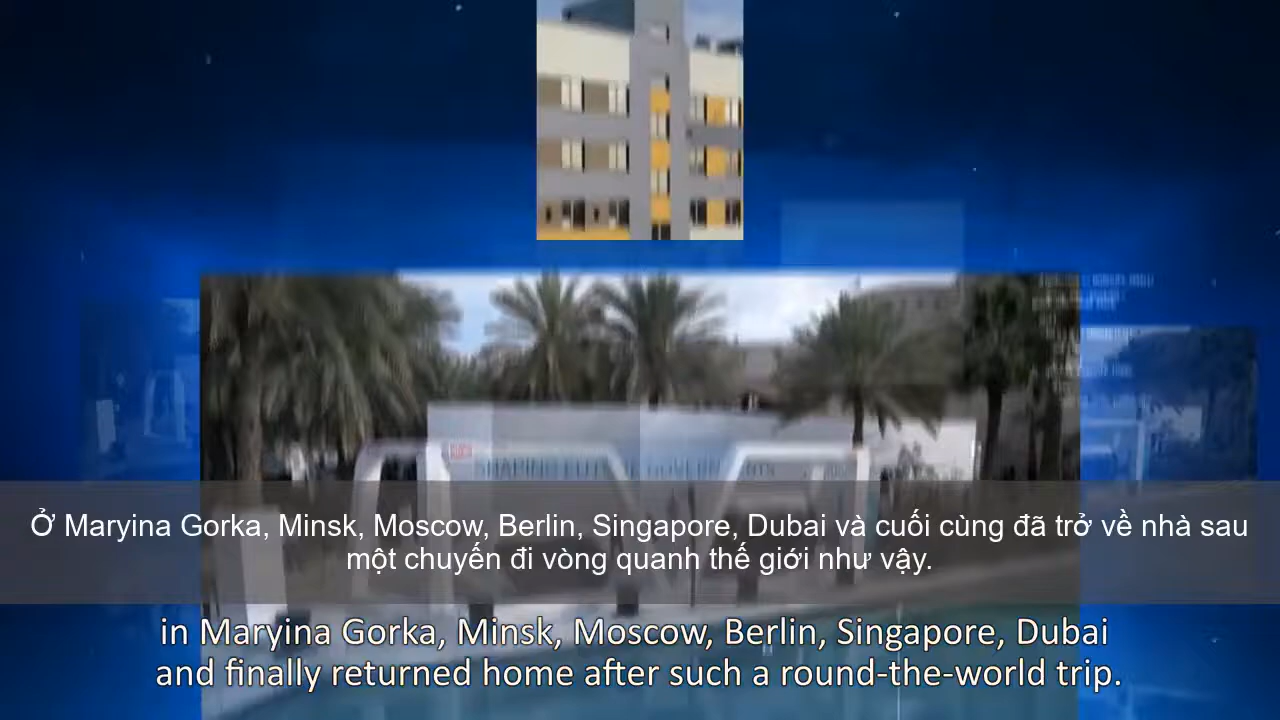 Ở Maryina Gorka, Minsk, Moscow, Berlin, Singapore, Dubai và cuối cùng đã trở về nhà sau
một chuyến đi vòng quanh thế giới như vậy.
in Maryina Gorka, Minsk, Moscow, Berlin, Singapore, Dubai
and finally returned home after such a round-the-world trip.